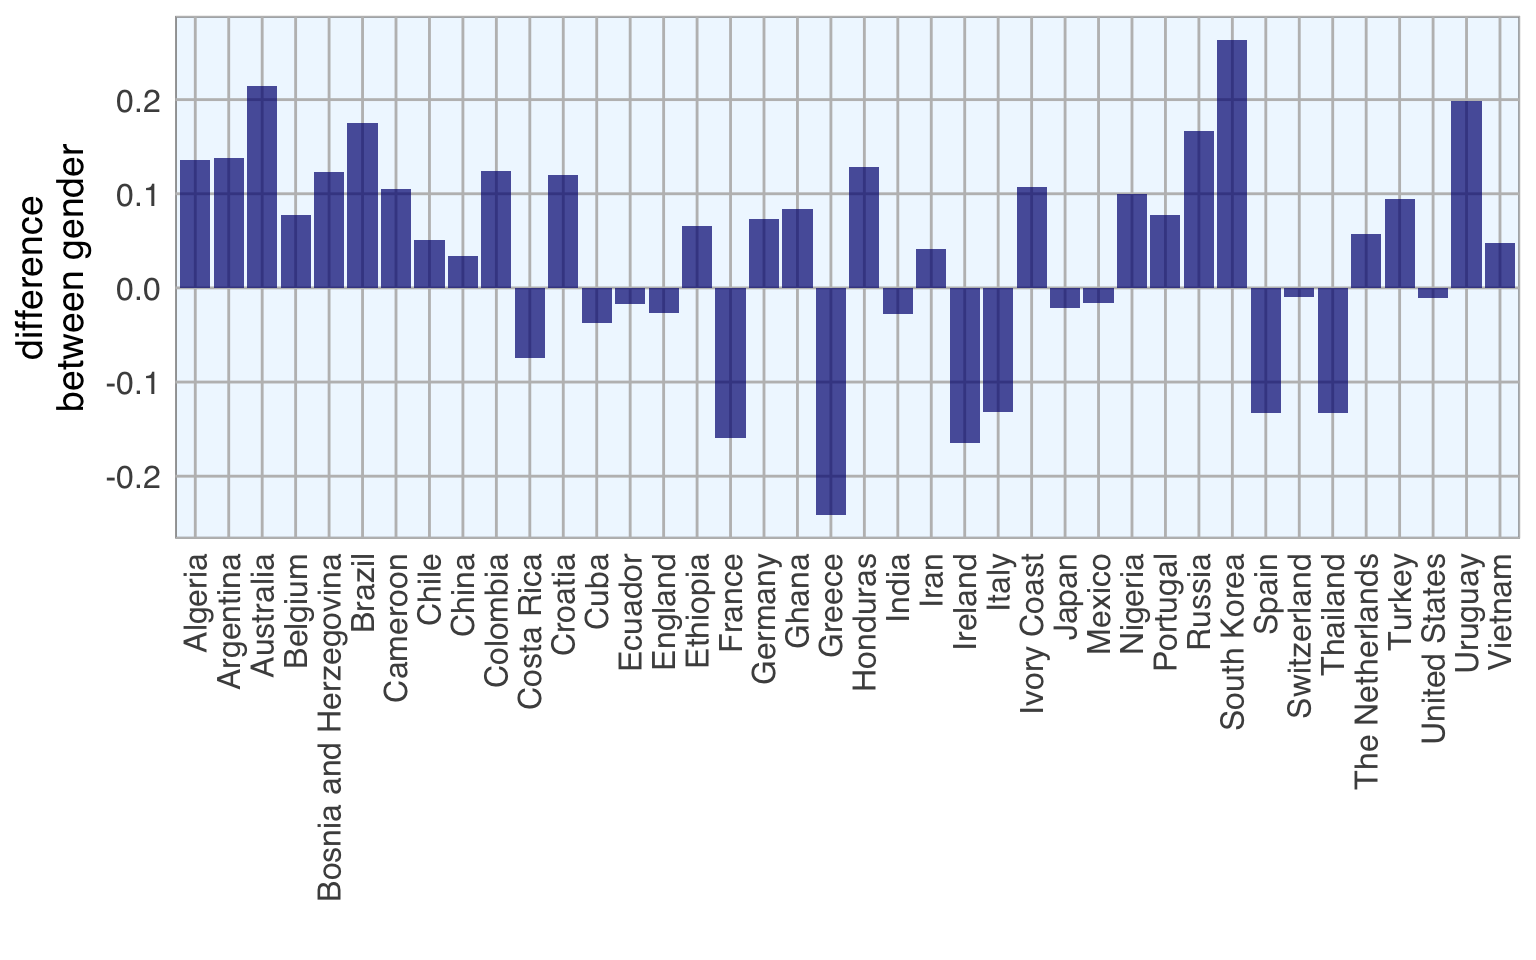 difference
between gender
0.2
0.1
0.0
-0.1
-0.2
Algeria
Argentina
Australia
Belgium
Bosnia and Herzegovina
Brazil
Cameroon
Chile
China
Colombia
Costa Rica
Croatia
Cuba
Ecuador
England
Ethiopia
France
Germany
Ghana
Greece
Honduras
India
Iran
Ireland
Italy
Ivory Coast
Japan
Mexico
Nigeria
Portugal
Russia
South Korea
Spain
Switzerland
Thailand
The Netherlands
Turkey
United States
Uruguay
Vietnam